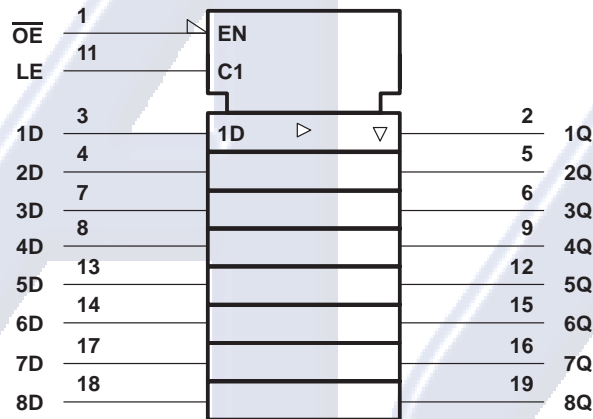 OE 1 EN
LE 11 C1
1D 3 1D 2 1Q
2D 4 5 2Q
3D 7 6 3Q
4D 8 9 4Q
5D 13 12 5Q
6D 14 15 6Q
7D 17 16 7Q
8D 18 19 8Q